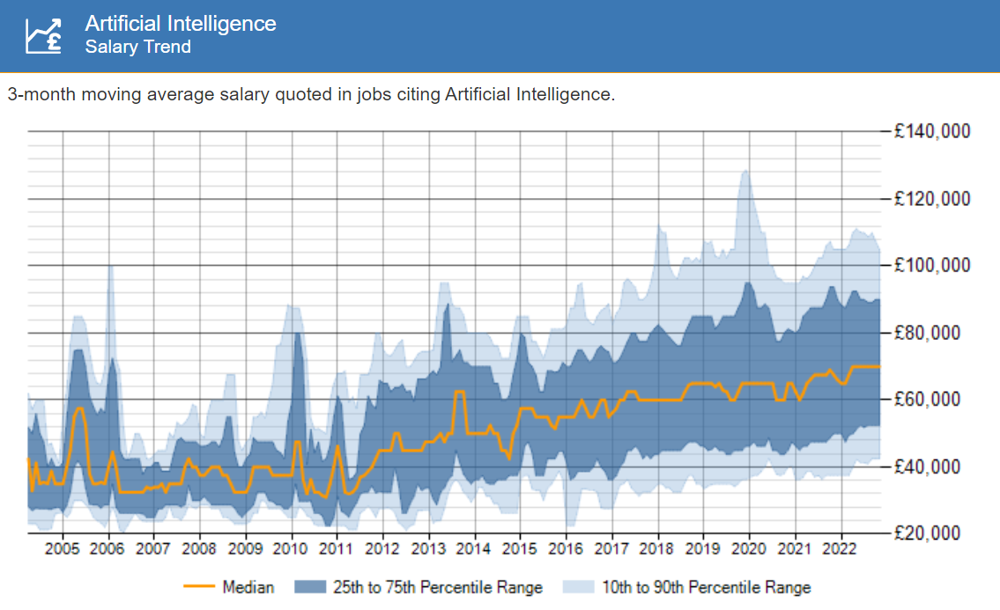 Artificial Intelligence
£
Salary Trend
3-month moving average salary quoted in jobs citing Artificial Intelligence.
£140,000
£120,000
£100,000
£80,000
£60,000
£40,000
£20,000
2005 2006 2007 2008 2009 2010 2011 2012 2013 2014 2015 2016 2017 2018 2019 2020 2021 2022
Median 25th to 75th Percentile Range 10th to 90th Percentile Range